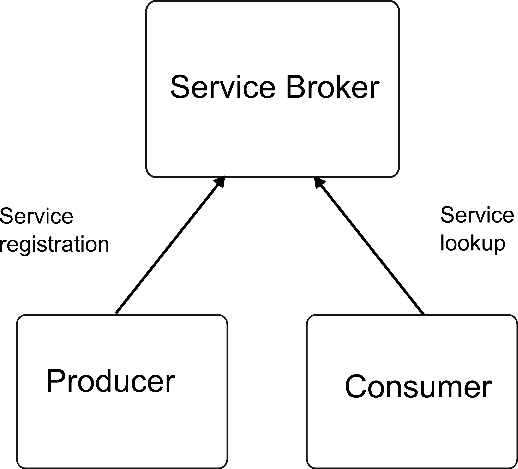 Service Broker
Service
registration
Service
lookup
Producer
Consumer